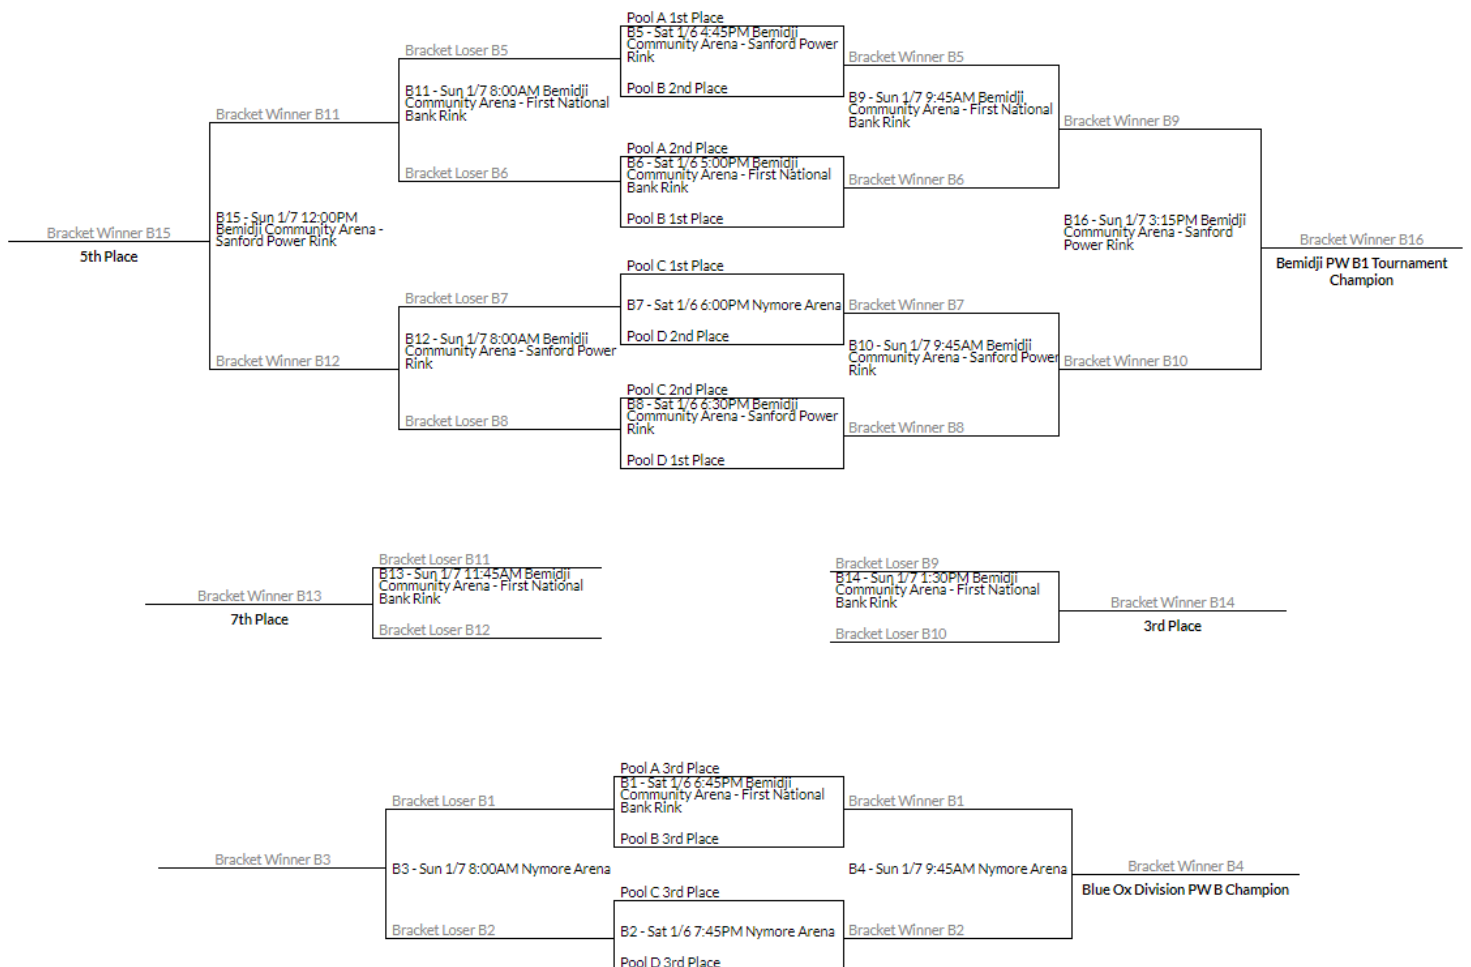 Pool A 1st Place
B5 - Sat 1/6 4:45PM Bemidji
Community Arena - Sanford Power
Rink
Pool B 2nd Place
Bracket Loser B5
Bracket Winner B5
B11 - Sun 1/7 8:00AM Bemidji
Community Arena - First National
Bank Rink
B9 - Sun 1/7 9:45AM Bemidji
Community Arena - First National
Bank Rink
Bracket Winner B11
Bracket Winner B9
Pool A 2nd Place
B6 - Sat 1/6 5:00PM Bemidji
Community Arena - First National
Bank Rink
Pool B 1st Place
Bracket Loser B6
Bracket Winner B6
B15 - Sun 1/7 12:00PM
Bemidji Community Arena -
Sanford Power Rink
B16 - Sun 1/7 3:15PM Bemidji
Community Arena - Sanford
Power Rink
Bracket Winner B15
5th Place
Bracket Winner B16
Bemidji PW B1 Tournament
Champion
Pool C 1st Place
B7 - Sat 1/6 6:00PM Nymore Arena
Pool D 2nd Place
Bracket Loser B7
Bracket Winner B7
B12 - Sun 1/7 8:00AM Bemidji
Community Arena - Sanford Power
Rink
B10 - Sun 1/7 9:45AM Bemidji
Community Arena - Sanford Power
Rink
Bracket Winner B12
Bracket Winner B10
Pool C 2nd Place
B8 - Sat 1/6 6:30PM Bemidji
Community Arena - Sanford Power
Rink
Pool D 1st Place
Bracket Loser B8
Bracket Winner B8
Bracket Loser B11
B13 - Sun 1/7 11:45AM Bemidji
Community Arena - First National
Bank Rink
Bracket Loser B12
Bracket Winner B13
7th Place
Bracket Loser B9
B14 - Sun 1/7 1:30PM Bemidji
Community Arena - First National
Bank Rink
Bracket Loser B10
Bracket Winner B14
3rd Place
Pool A 3rd Place
B1 - Sat 1/6 6:45PM Bemidji
Community Arena - First National
Bank Rink
Pool B 3rd Place
Bracket Loser B1
Bracket Winner B1
Bracket Winner B3
B3 - Sun 1/7 8:00AM Nymore Arena
B4 - Sun 1/7 9:45AM Nymore Arena
Bracket Winner B4
Blue Ox Division PW B Champion
Pool C 3rd Place
B2 - Sat 1/6 7:45PM Nymore Arena
Pool D 3rd Place
Bracket Loser B2
Bracket Winner B2